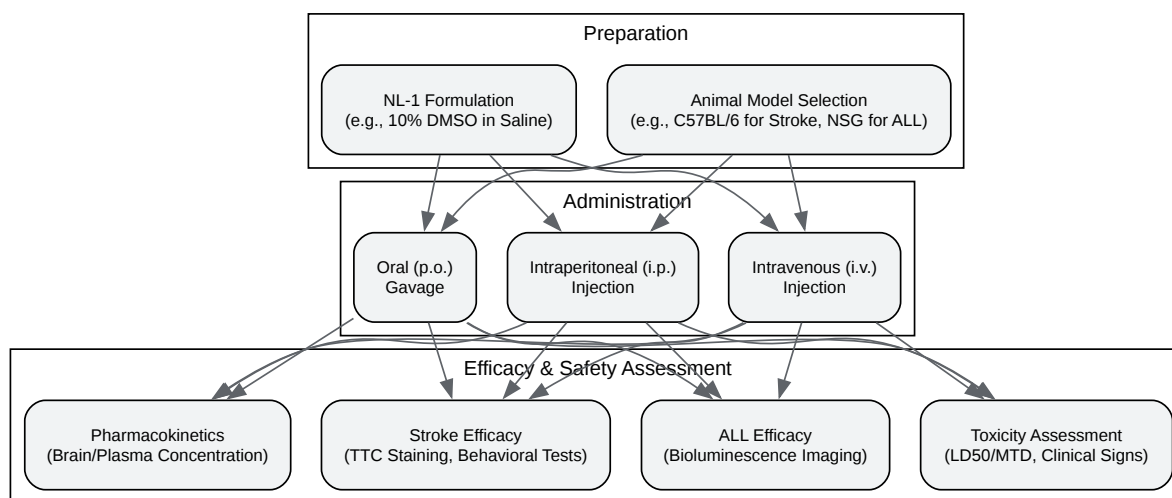 Preparation
NL-1 Formulation
(e.g., 10% DMSO in Saline)
Animal Model Selection
(e.g., C57BL/6 for Stroke, NSG for ALL)
Administration
Oral (p.o.)
Gavage
Intraperitoneal (i.p.)
Injection
Intravenous (i.v.)
Injection
Efficacy & Safety Assessment
Pharmacokinetics
(Brain/Plasma Concentration)
Stroke Efficacy
(TTC Staining, Behavioral Tests)
ALL Efficacy
(Bioluminescence Imaging)
Toxicity Assessment
(LD50/MTD, Clinical Signs)